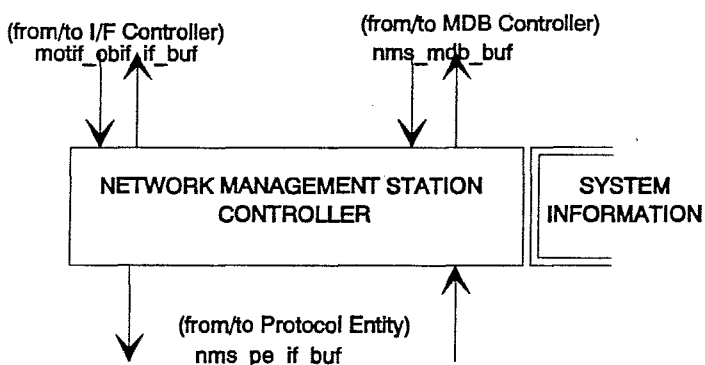 (from/to I/F Controller)
motif_obif_if_buf
(from/to MDB Controller)
nms_mdb_buf
NETWORK MANAGEMENT STATION
CONTROLLER
SYSTEM
INFORMATION
(from/to Protocol Entity)
nms_pe_if_buf